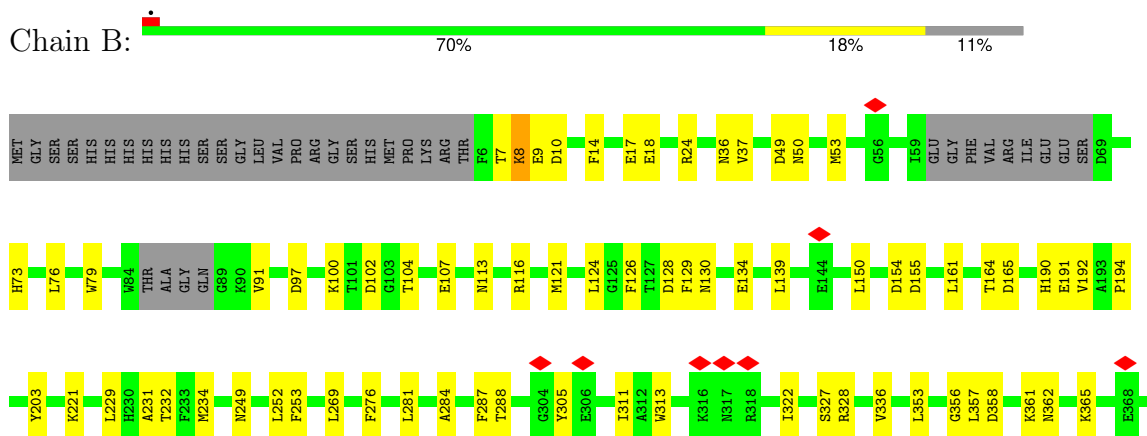 Chain B:
70% 18% 11%
MET GLY SER SER HIS HIS HIS HIS HIS HIS SER SER GLY LEU VAL PRO ARG GLY SER HIS MET PRO LYS ARG THR F6 T7 K8 E9 D10 F14 E17 E18 R24 N36 V37 D49 N50 M53 G56 I59 GLU GLY PHE VAL ARG ILE GLU GLU SER D69
H73 L76 W79 W84 THR ALA GLY GLN G89 K90 V91 D97 K100 T101 D102 G103 T104 E107 N113 R116 M121 L124 G125 F126 T127 D128 F129 N130 E134 L139 E144 L150 D154 D155 L161 T164 D165 H190 E191 V192 A193 P194
Y203 K221 L229 H230 A231 T232 F233 M234 N249 L252 F253 L269 F276 L281 A284 F287 T288 G304 Y305 E306 I311 A312 W313 K316 N317 R318 I322 S327 R328 V336 L353 G356 L357 D358 K361 N362 K365 E368